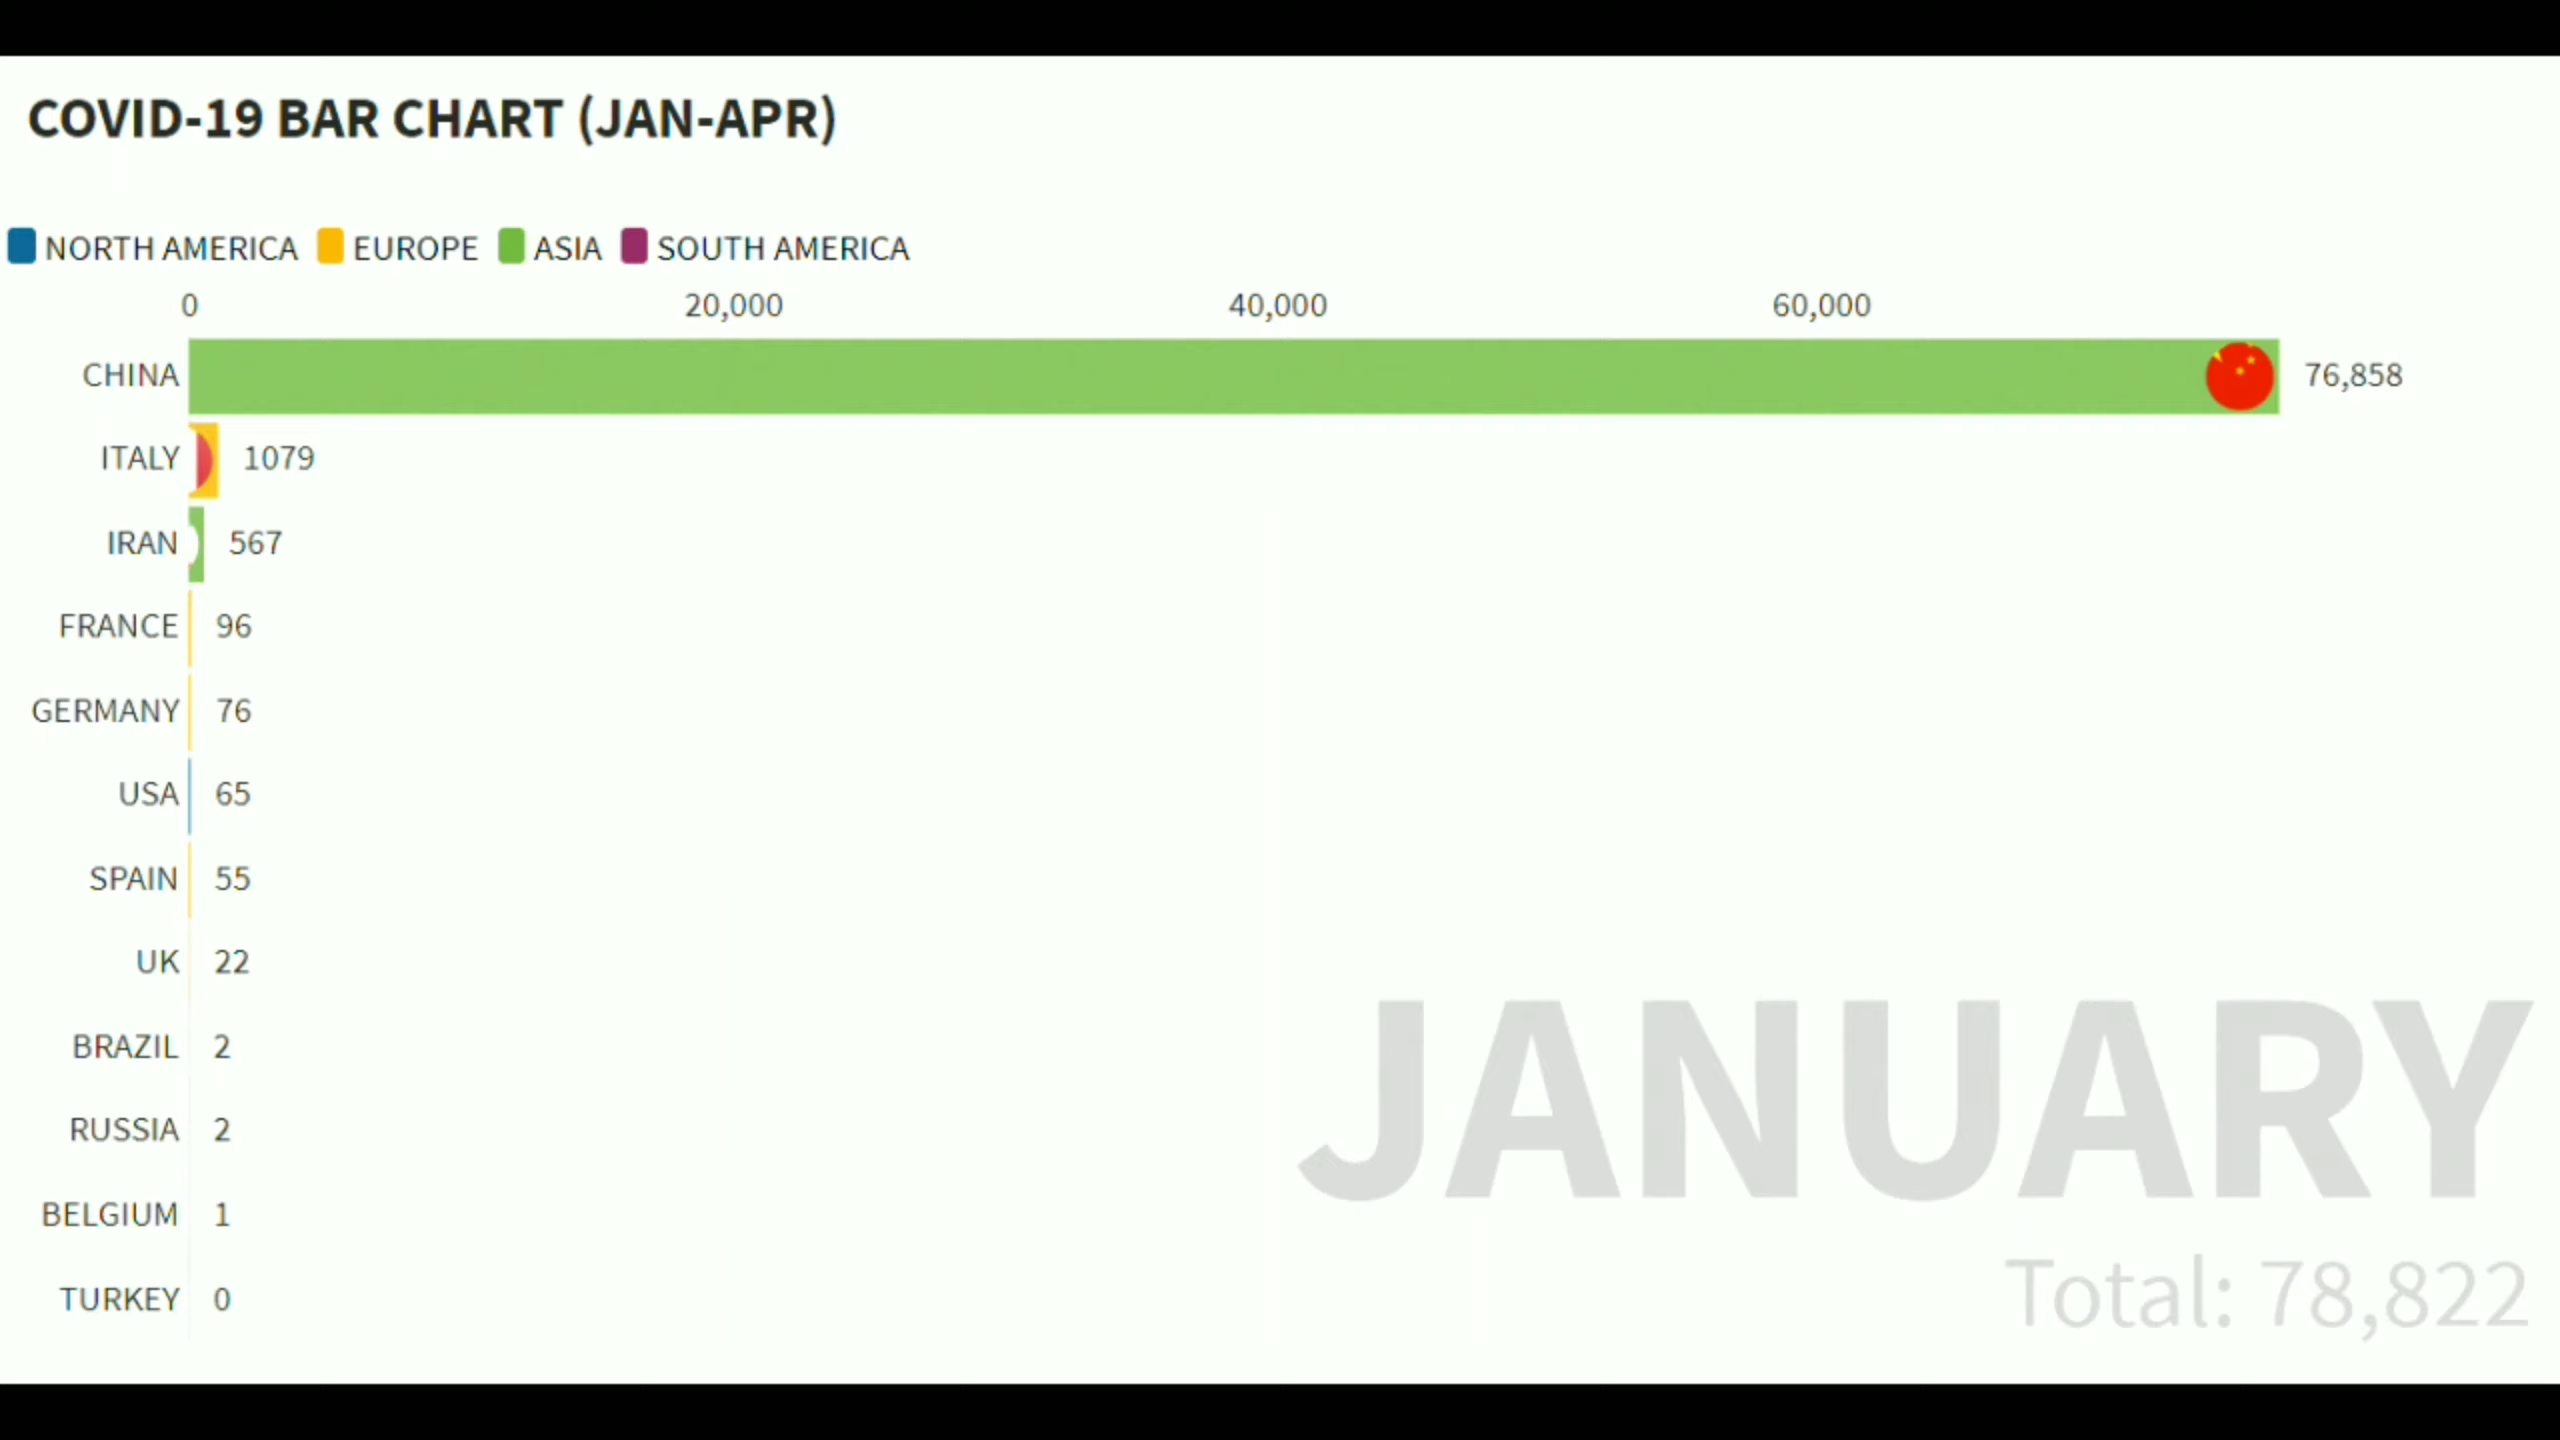 COVID-19 BAR CHART (JAN-APR)
NORTH AMERICA EUROPE ASIA SOUTH AMERICA
0 20,000 40,000 60,000
CHINA 76,858
ITALY 1079
IRAN 567
FRANCE 96
GERMANY 76
USA 65
SPAIN 55
UK 22
BRAZIL 2
RUSSIA 2
BELGIUM 1
TURKEY 0
JANUARY
Total: 78,822